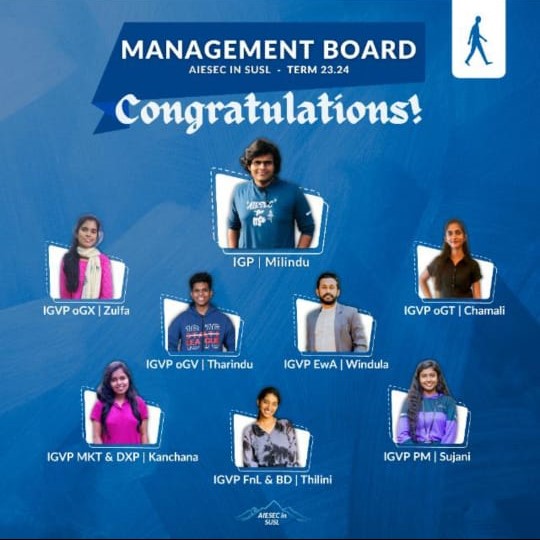 MANAGEMENT BOARD
AIESEC IN SUSL - TERM 23.24
Congratulations!
IGP | Milindu
IGVP oGX | Zulfa
IGVP oGT | Chamali
IGVP oGV | Tharindu
IGVP EwA | Windula
IGVP MKT & DXP | Kanchana
IGVP PM | Sujani
IGVP FnL & BD | Thilini
AIESEC in
SUSL